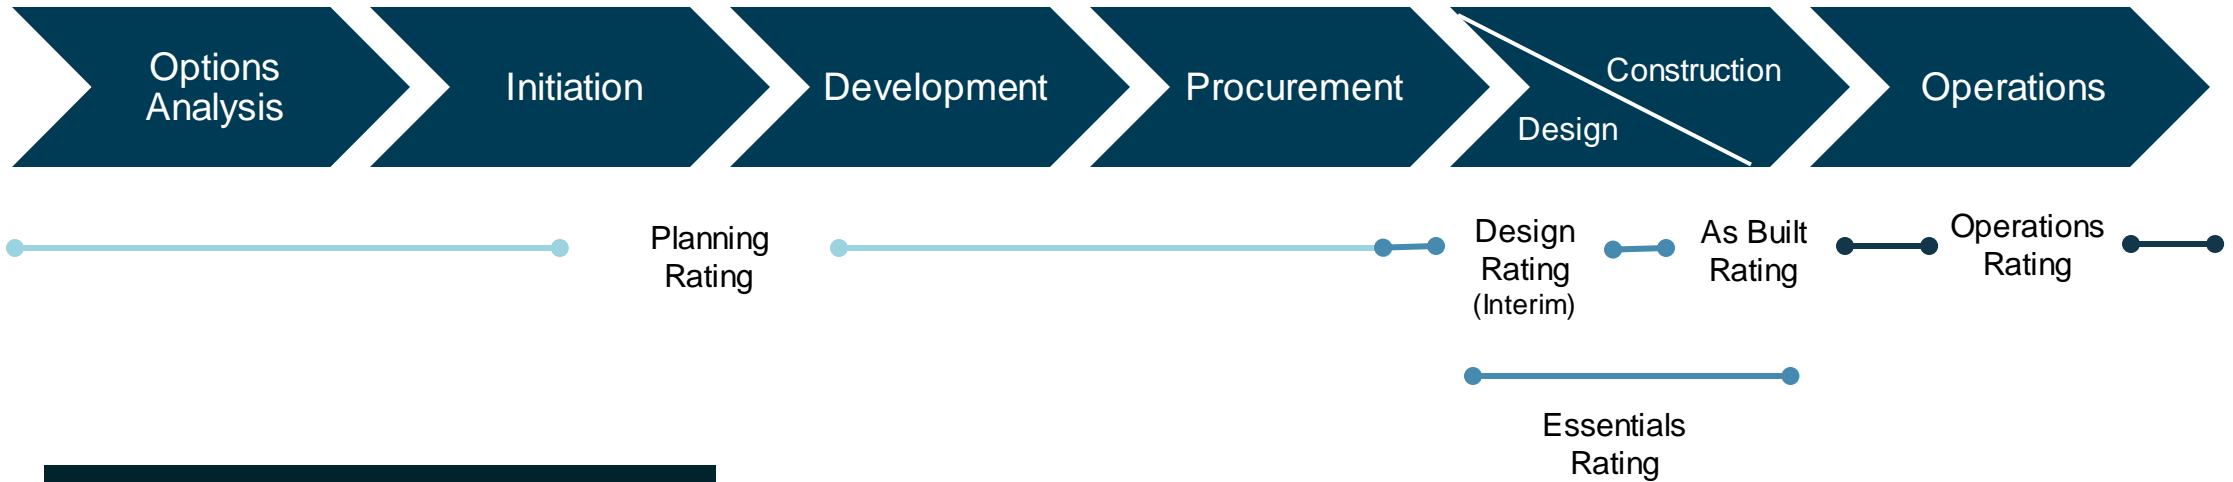 Options
Analysis
Initiation
Development
Procurement
Construction
Design
Operations
Planning
Rating
Design
Rating
(Interim)
As Built
Rating
Operations
Rating
Essentials
Rating